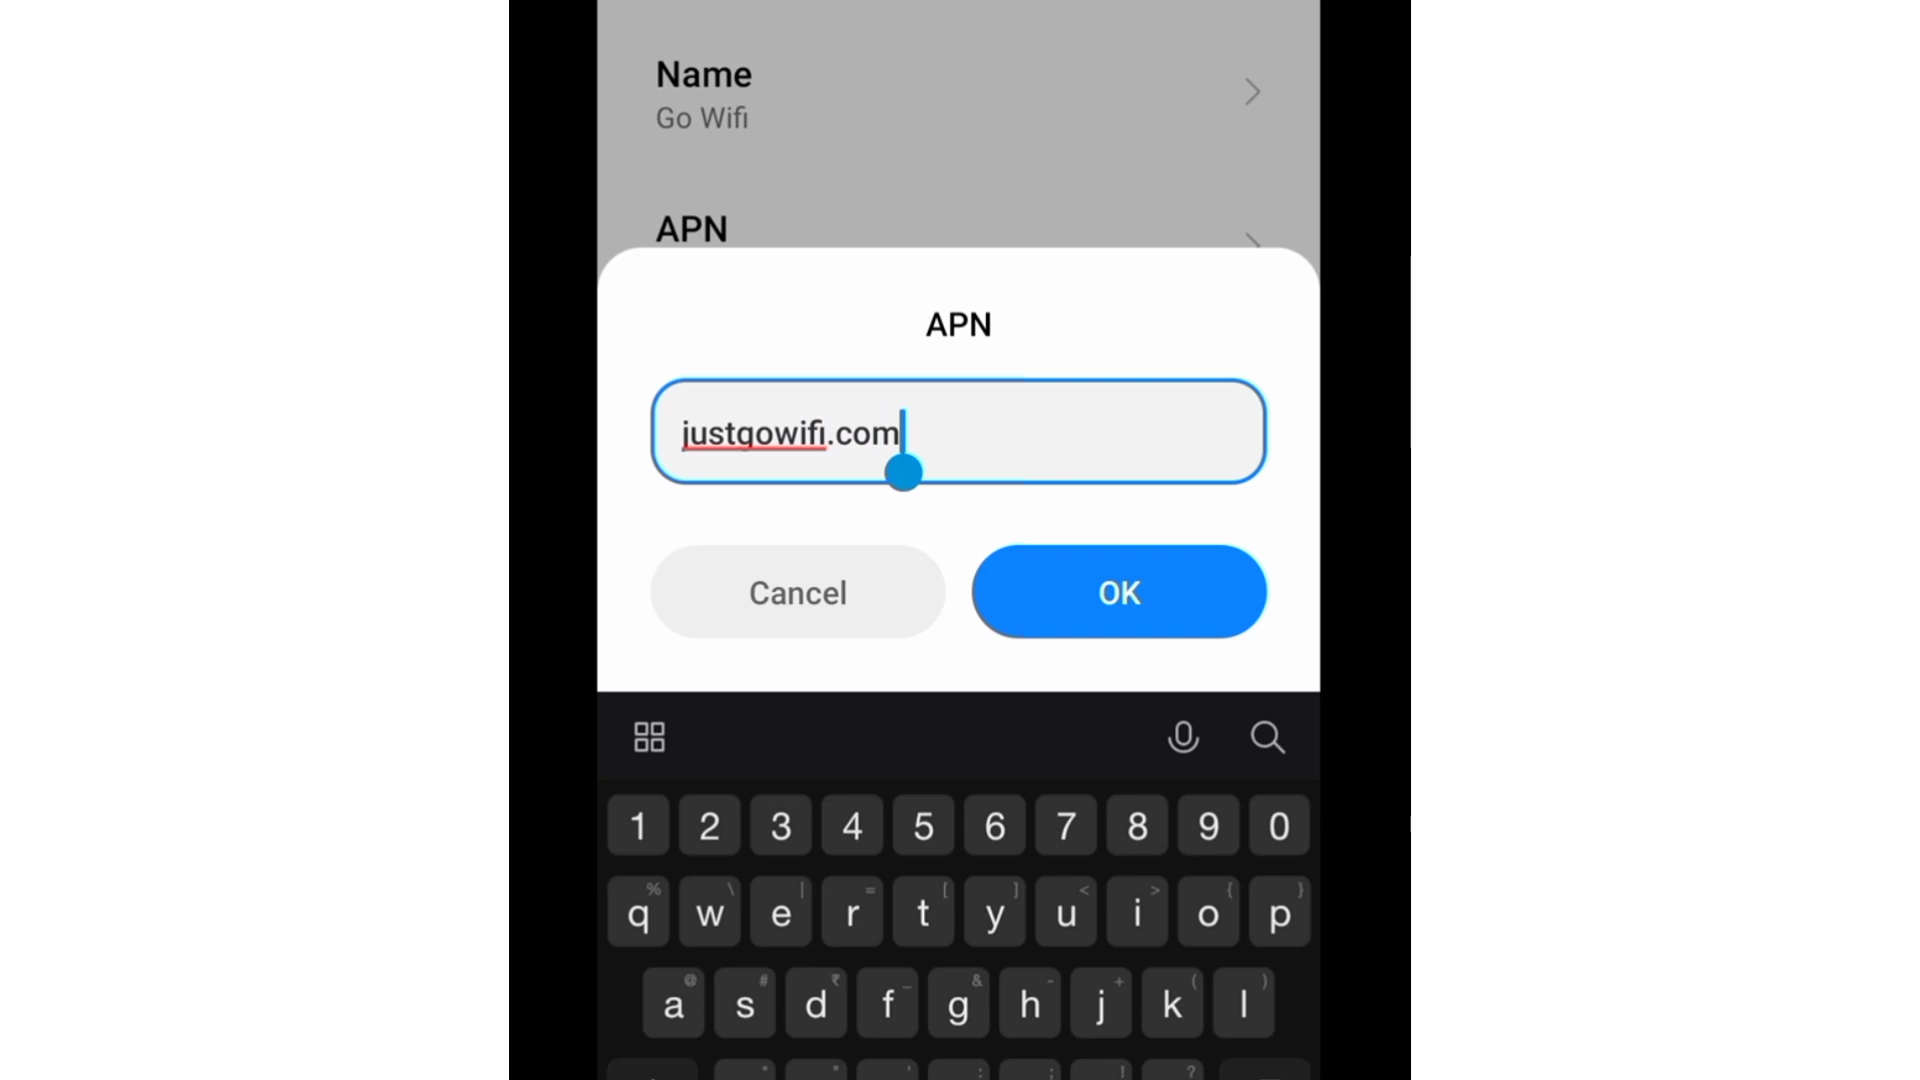 Name
Go Wifi
APN
APN
justgowifi.com
Cancel
OK
1 2 3 4 5 6 7 8 9 0
% \ | = [ ] < > { }
q w e r t y u i o p
@ # ₹ _ & - + ( )
a s d f g h j k l
* " ' : ; ! ?